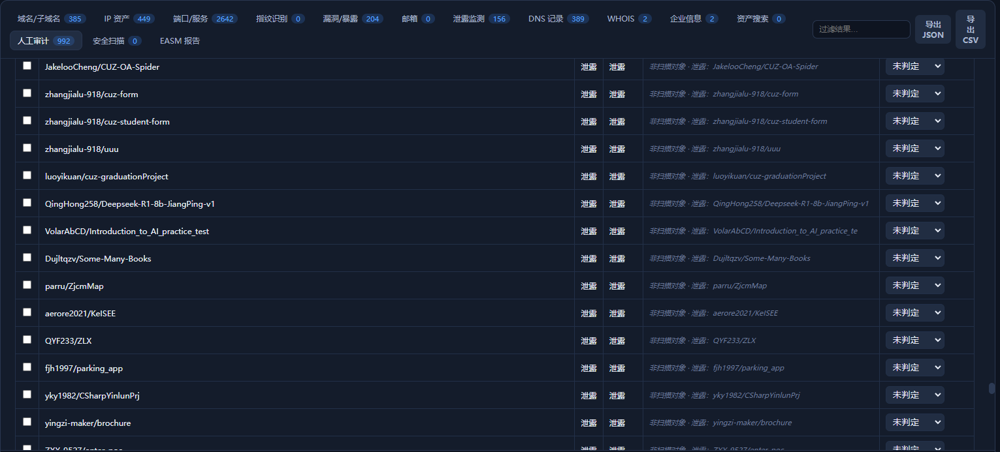 域名/子域名 385 IP 资产 449 端口/服务 2642 指纹识别 0 漏洞/暴露 204 邮箱 0 泄露监测 156 DNS 记录 389 WHOIS 2 企业信息 2 资产搜索 0
人工审计 992 安全扫描 0 EASM 报告
过滤结果... 导出 JSON 导出 CSV
JakelooCheng/CUZ-OA-Spider 泄露 泄露 非扫描对象 · 泄露：JakelooCheng/CUZ-OA-Spider 未判定
zhangjialu-918/cuz-form 泄露 泄露 非扫描对象 · 泄露：zhangjialu-918/cuz-form 未判定
zhangjialu-918/cuz-student-form 泄露 泄露 非扫描对象 · 泄露：zhangjialu-918/cuz-student-form 未判定
zhangjialu-918/uuu 泄露 泄露 非扫描对象 · 泄露：zhangjialu-918/uuu 未判定
luoyikuan/cuz-graduationProject 泄露 泄露 非扫描对象 · 泄露：luoyikuan/cuz-graduationProject 未判定
QingHong258/Deepseek-R1-8b-JiangPing-v1 泄露 泄露 非扫描对象 · 泄露：QingHong258/Deepseek-R1-8b-JiangPing-v1 未判定
VolarAbCD/Introduction_to_AI_practice_test 泄露 泄露 非扫描对象 · 泄露：VolarAbCD/Introduction_to_AI_practice_te 未判定
Dujltqzv/Some-Many-Books 泄露 泄露 非扫描对象 · 泄露：Dujltqzv/Some-Many-Books 未判定
parru/ZjcmMap 泄露 泄露 非扫描对象 · 泄露：parru/ZjcmMap 未判定
aerore2021/KeISEE 泄露 泄露 非扫描对象 · 泄露：aerore2021/KeISEE 未判定
QYF233/ZLX 泄露 泄露 非扫描对象 · 泄露：QYF233/ZLX 未判定
fjh1997/parking_app 泄露 泄露 非扫描对象 · 泄露：fjh1997/parking_app 未判定
yky1982/CSharpYinlunPrj 泄露 泄露 非扫描对象 · 泄露：yky1982/CSharpYinlunPrj 未判定
yingzi-maker/brochure 泄露 泄露 非扫描对象 · 泄露：yingzi-maker/brochure 未判定
泄露 泄露 非扫描对象 · 泄露： 未判定